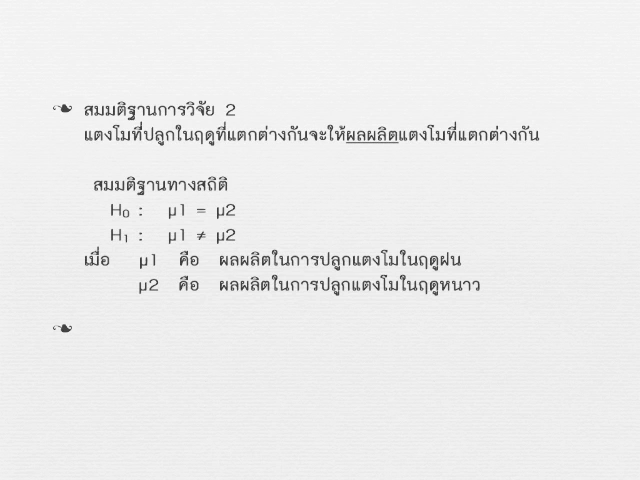 สมมติฐานการวิจัย 2
แตงโมที่ปลูกในฤดูที่แตกต่างกันจะให้ผลผลิตแตงโมที่แตกต่างกัน
สมมติฐานทางสถิติ
H₀ : µ1 = µ2
H₁ : µ1 ≠ µ2
เมื่อ µ1 คือ ผลผลิตในการปลูกแตงโมในฤดูฝน
µ2 คือ ผลผลิตในการปลูกแตงโมในฤดูหนาว